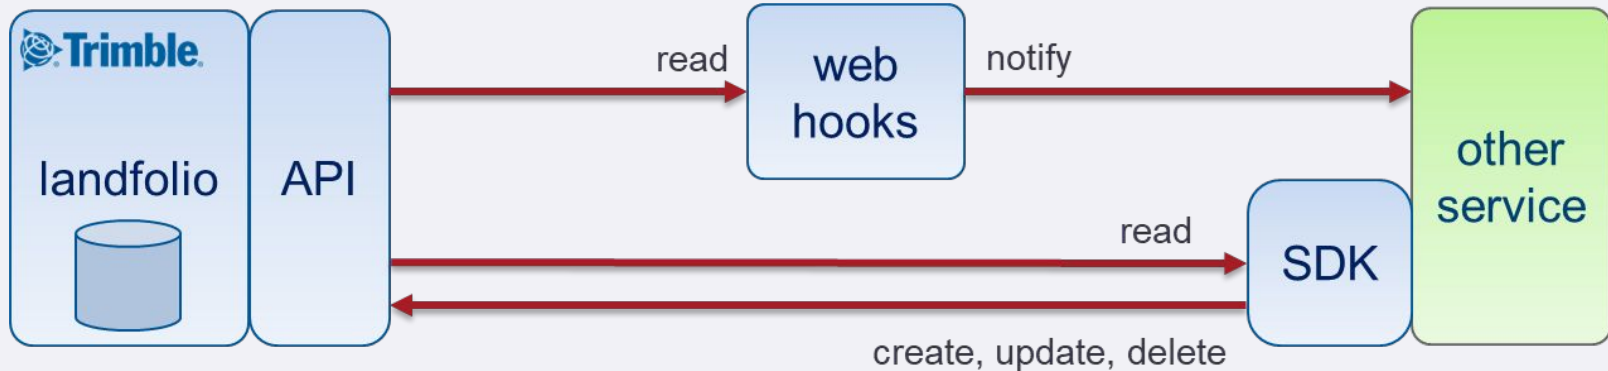 Trimble.
landfolio
API
read
web
hooks
notify
other
service
read
SDK
create, update, delete